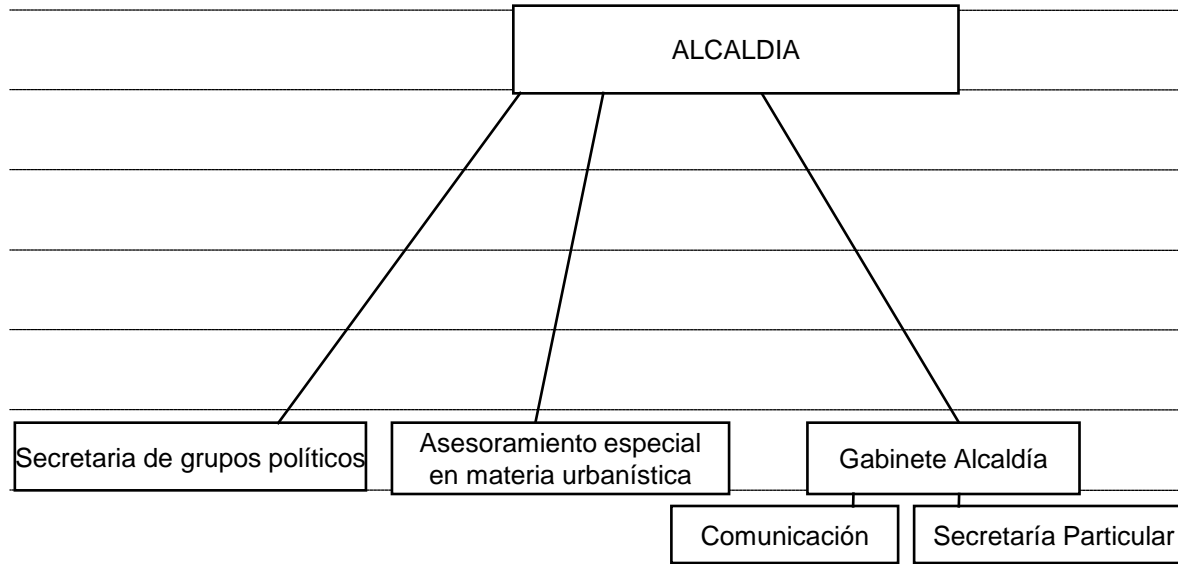 ALCALDIA
Secretaria de grupos políticos
Asesoramiento especial
en materia urbanística
Gabinete Alcaldía
Comunicación
Secretaría Particular